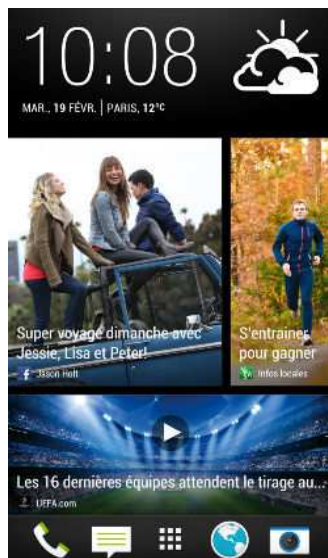 10:08
MAR., 19 FÉVR. | PARIS, 12°C
Super voyage dimanche avec
Jessie, Lisa et Peter!
Jason Holt
S'entraîner
pour gagner
Infos locales
Les 16 dernières équipes attendent le tirage au...
UEFA.com